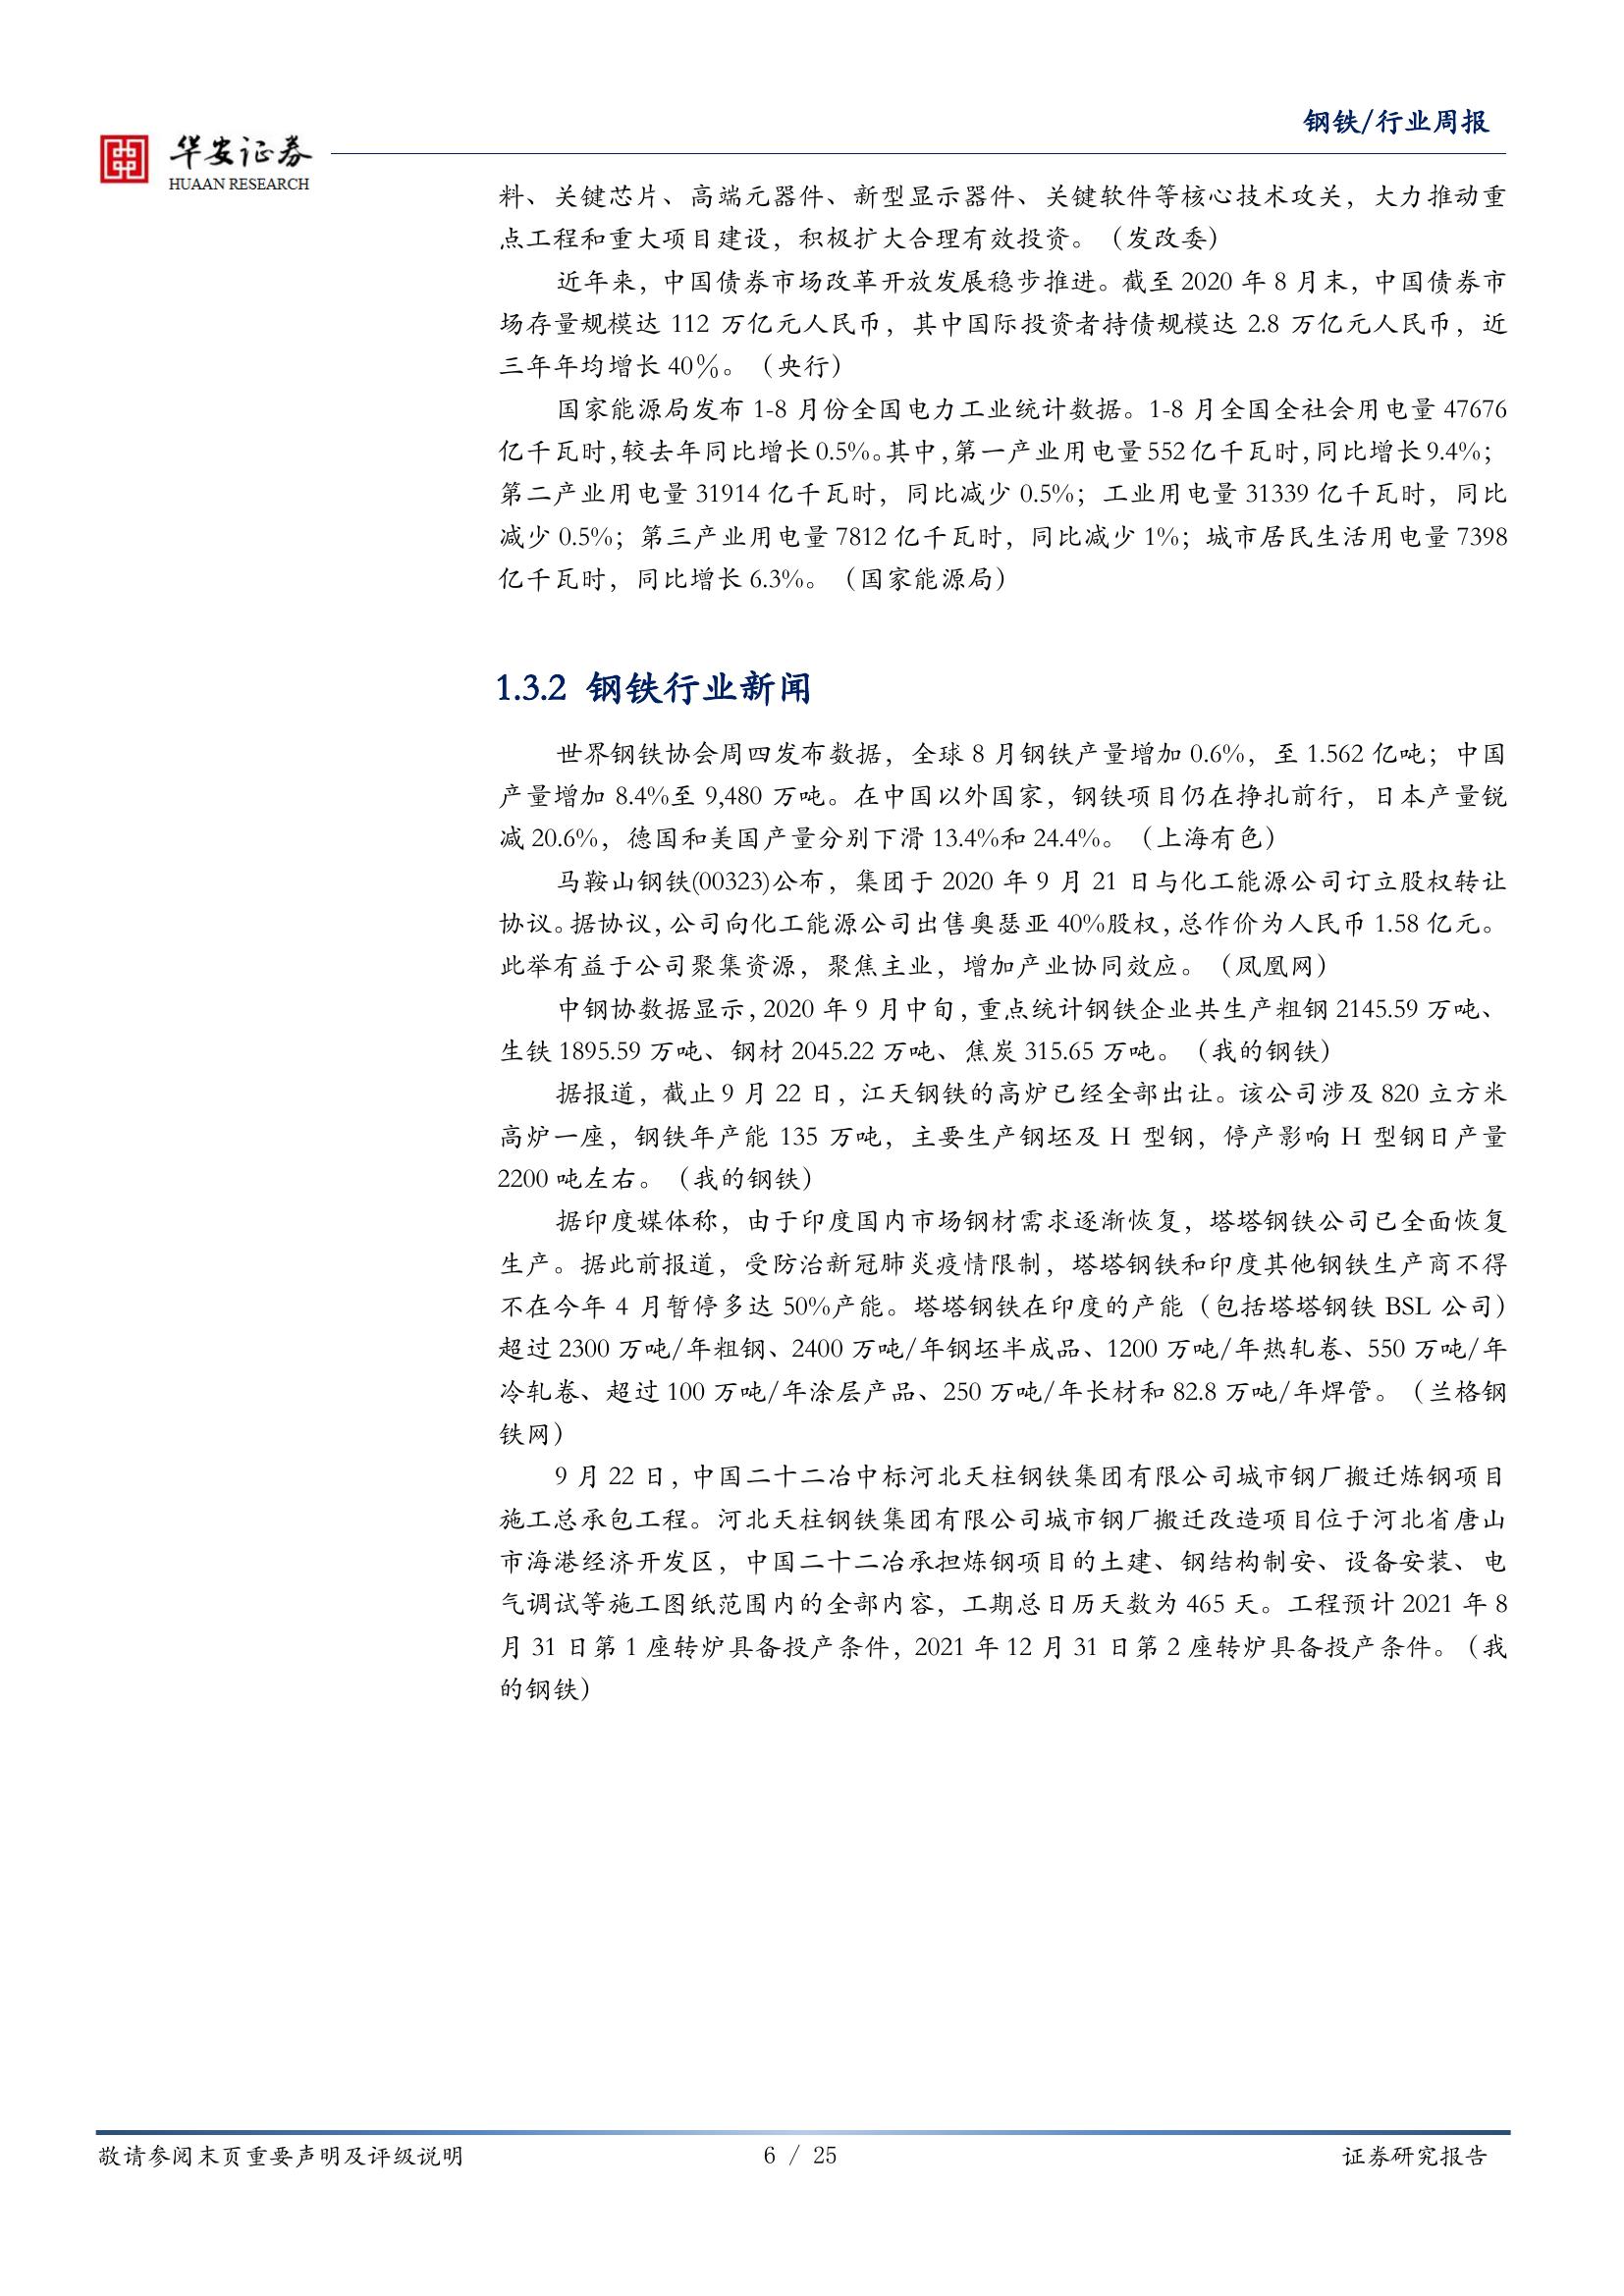 钢铁/行业周报
华安证券
HUAAN RESEARCH
料、关键芯片、高端元器件、新型显示器件、关键软件等核心技术攻关，大力推动重
点工程和重大项目建设，积极扩大合理有效投资。（发改委)
近年来，中国债券市场改革开放发展稳步推进。截至 2020 年 8 月末，中国债券市
场存量规模达 112 万亿元人民币，其中国际投资者持债规模达 2.8 万亿元人民币，近
三年年均增长 40％。（央行）
国家能源局发布 1-8 月份全国电力工业统计数据。1-8 月全国全社会用电量 47676
亿千瓦时，较去年同比增长 0.5%。其中，第一产业用电量 552 亿千瓦时，同比增长 9.4%；
第二产业用电量 31914 亿千瓦时，同比减少 0.5%；工业用电量 31339 亿千瓦时，同比
减少 0.5%；第三产业用电量 7812 亿千瓦时，同比减少 1%；城市居民生活用电量 7398
亿千瓦时，同比增长 6.3%。（国家能源局）
1.3.2 钢铁行业新闻
世界钢铁协会周四发布数据，全球 8 月钢铁产量增加 0.6%，至 1.562 亿吨；中国
产量增加 8.4%至 9,480 万吨。在中国以外国家，钢铁项目仍在挣扎前行，日本产量锐
减 20.6%，德国和美国产量分别下滑 13.4%和 24.4%。（上海有色）
马鞍山钢铁(00323)公布，集团于 2020 年 9 月 21 日与化工能源公司订立股权转让
协议。据协议，公司向化工能源公司出售奥瑟亚 40%股权，总作价为人民币 1.58 亿元。
此举有益于公司聚集资源，聚焦主业，增加产业协同效应。（凤凰网）
中钢协数据显示，2020 年 9 月中旬，重点统计钢铁企业共生产粗钢 2145.59 万吨、
生铁 1895.59 万吨、钢材 2045.22 万吨、焦炭 315.65 万吨。（我的钢铁）
据报道，截止 9 月 22 日，江天钢铁的高炉已经全部出让。该公司涉及 820 立方米
高炉一座，钢铁年产能 135 万吨，主要生产钢坯及 H 型钢，停产影响 H 型钢日产量
2200 吨左右。（我的钢铁）
据印度媒体称，由于印度国内市场钢材需求逐渐恢复，塔塔钢铁公司已全面恢复
生产。据此前报道，受防治新冠肺炎疫情限制，塔塔钢铁和印度其他钢铁生产商不得
不在今年 4 月暂停多达 50%产能。塔塔钢铁在印度的产能（包括塔塔钢铁 BSL 公司）
超过 2300 万吨/年粗钢、2400 万吨/年钢坯半成品、1200 万吨/年热轧卷、550 万吨/年
冷轧卷、超过 100 万吨/年涂层产品、250 万吨/年长材和 82.8 万吨/年焊管。（兰格钢
铁网）
9 月 22 日，中国二十二冶中标河北天柱钢铁集团有限公司城市钢厂搬迁炼钢项目
施工总承包工程。河北天柱钢铁集团有限公司城市钢厂搬迁改造项目位于河北省唐山
市海港经济开发区，中国二十二冶承担炼钢项目的土建、钢结构制安、设备安装、电
气调试等施工图纸范围内的全部内容，工期总日历天数为 465 天。工程预计 2021 年 8
月 31 日第 1 座转炉具备投产条件，2021 年 12 月 31 日第 2 座转炉具备投产条件。（我
的钢铁）
敬请参阅末页重要声明及评级说明
6 / 25
证券研究报告